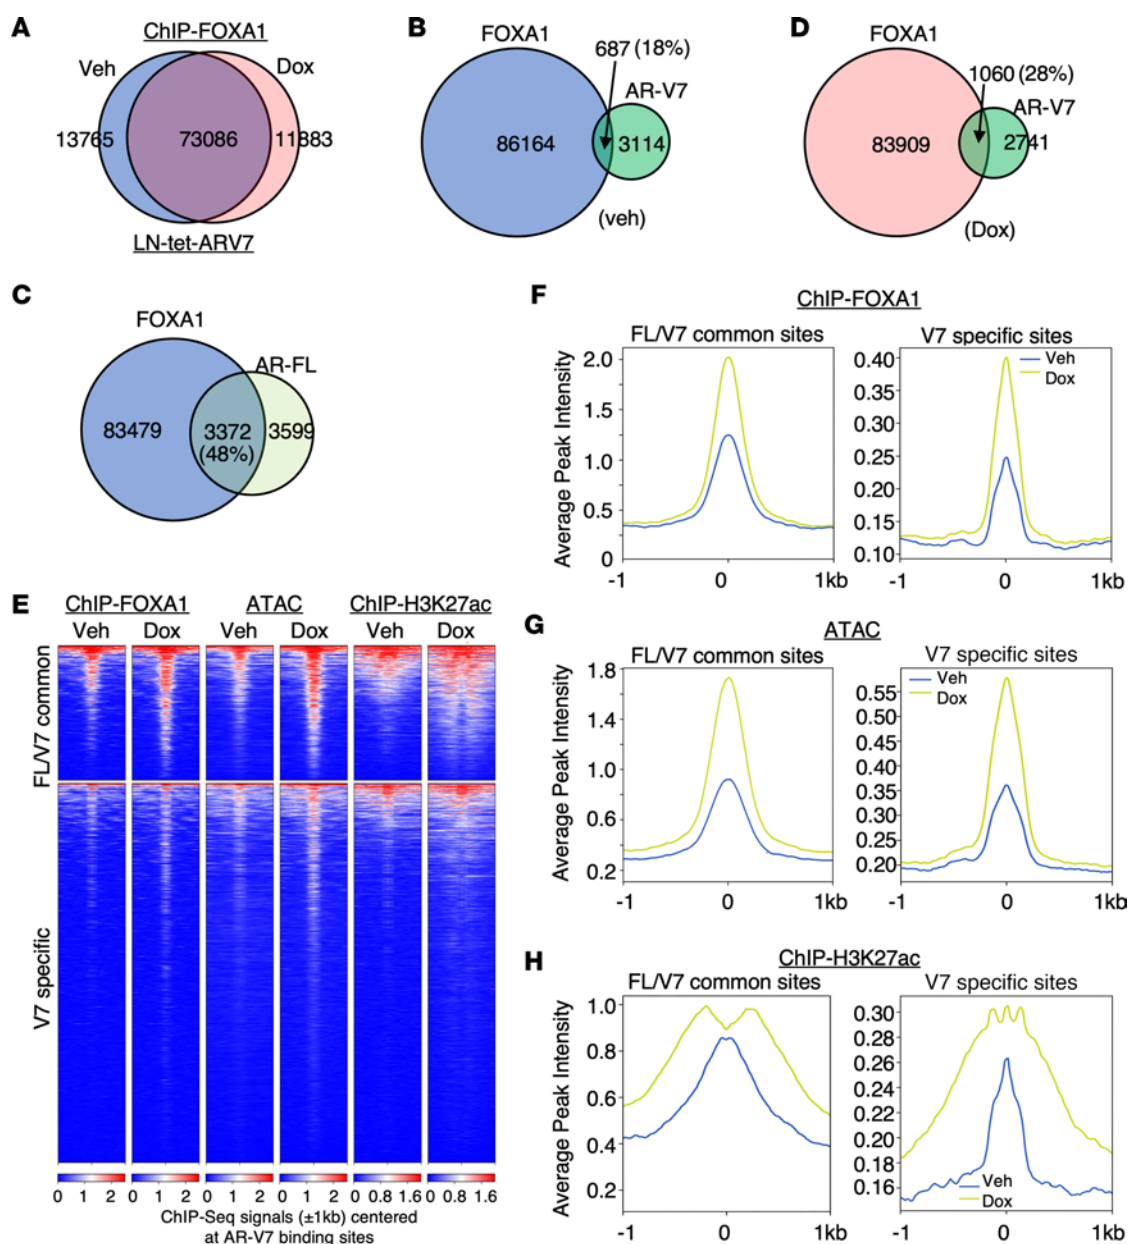 A
ChIP-FOXA1
Veh
Dox
13765
73086
11883
LN-tet-ARV7
B
FOXA1
687 (18%)
AR-V7
86164
3114
(veh)
D
FOXA1
1060 (28%)
AR-V7
83909
2741
(Dox)
C
FOXA1
AR-FL
83479
3372
(48%)
3599
E
ChIP-FOXA1
ATAC
ChIP-H3K27ac
Veh
Dox
Veh
Dox
Veh
Dox
FL/V7 common
V7 specific
0 1 2
0 1 2
0 1 2
0 1 2
0 0.8 1.6
0 0.8 1.6
ChIP-Seq signals (±1kb) centered
at AR-V7 binding sites
F
ChIP-FOXA1
FL/V7 common sites
Average Peak Intensity
2.0
1.5
1.0
0.5
0
-1 0 1kb
V7 specific sites
Veh
Dox
0.40
0.35
0.30
0.25
0.20
0.15
0.10
-1 0 1kb
G
ATAC
FL/V7 common sites
Average Peak Intensity
1.8
1.4
1.0
0.6
0.2
-1 0 1kb
V7 specific sites
Veh
Dox
0.55
0.50
0.45
0.40
0.35
0.30
0.25
0.20
-1 0 1kb
H
ChIP-H3K27ac
FL/V7 common sites
Average Peak Intensity
1.0
0.8
0.6
0.4
0.2
-1 0 1kb
V7 specific sites
0.30
0.28
0.26
0.24
0.22
0.20
0.18
0.16
Veh
Dox
-1 0 1kb